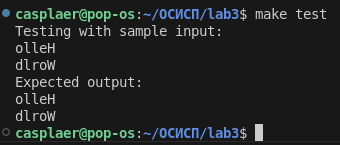 casplaer@pop-os:~/ОСИСП/lab3$ make test
Testing with sample input:
olleH
dlroW
Expected output:
olleH
dlroW
casplaer@pop-os:~/ОСИСП/lab3$